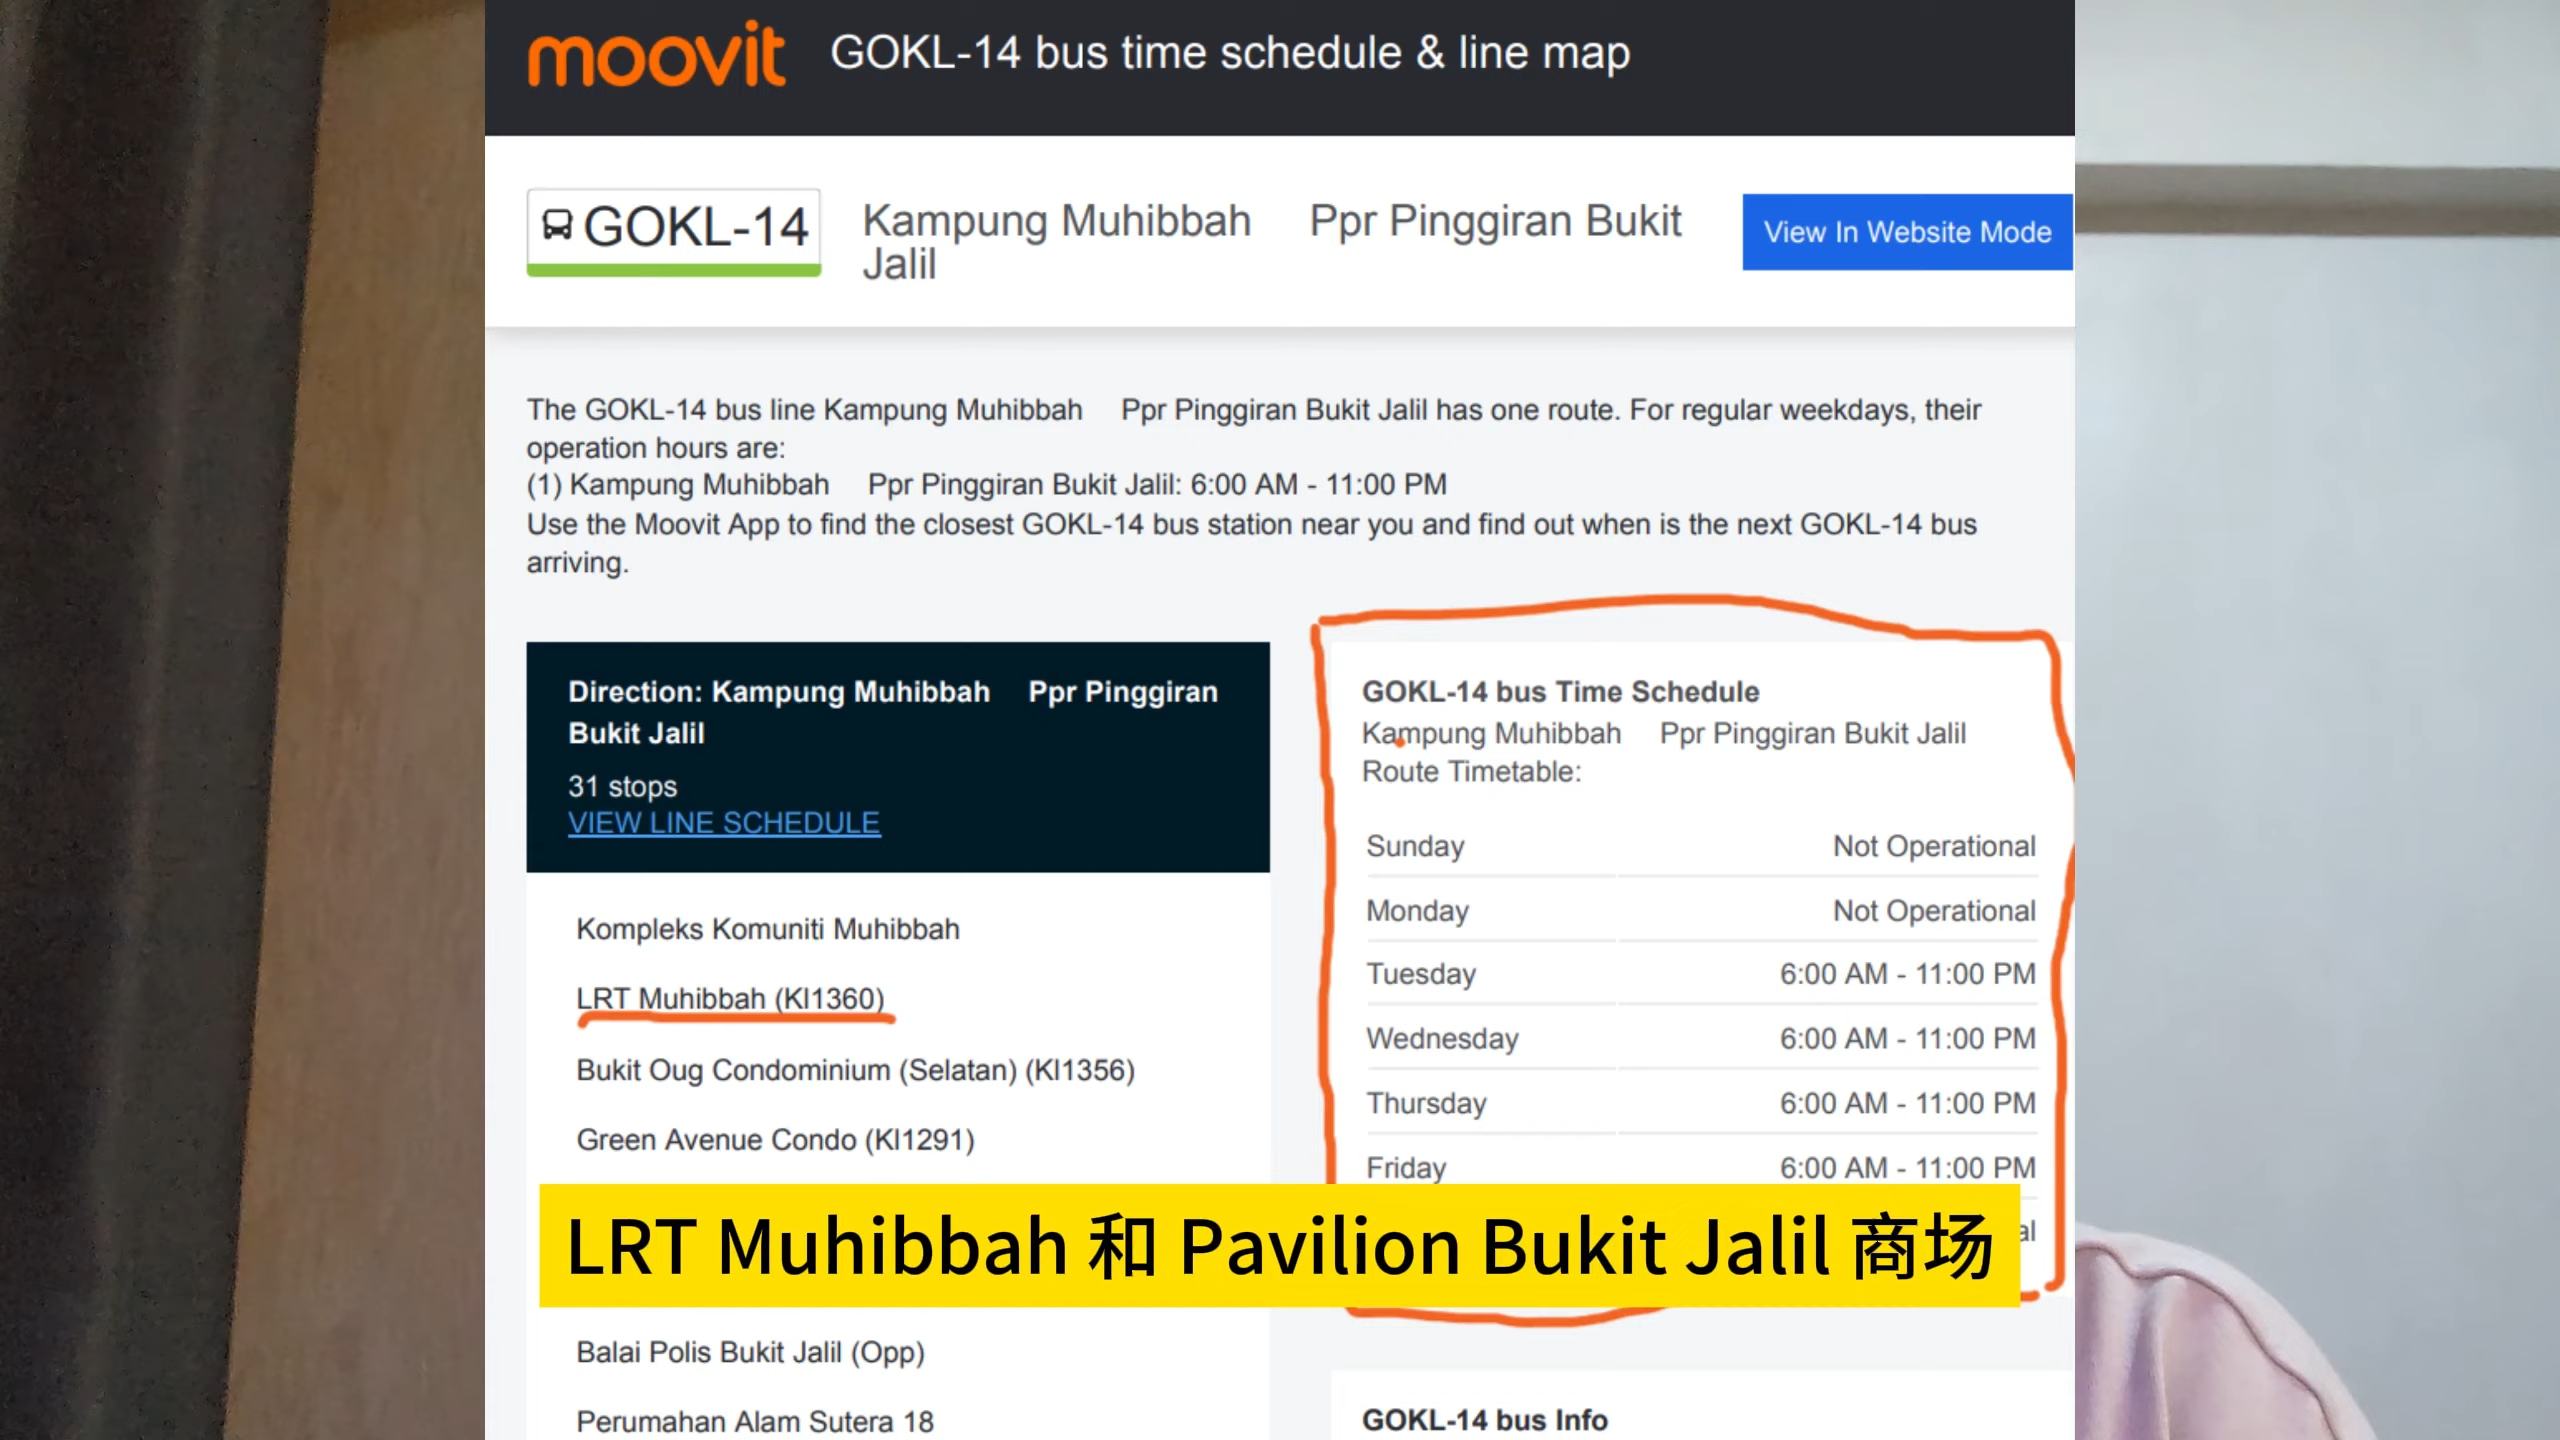 moovit GOKL-14 bus time schedule & line map
GOKL-14
Kampung Muhibbah Ppr Pinggiran Bukit
Jalil
View In Website Mode
The GOKL-14 bus line Kampung Muhibbah Ppr Pinggiran Bukit Jalil has one route. For regular weekdays, their
operation hours are:
(1) Kampung Muhibbah Ppr Pinggiran Bukit Jalil: 6:00 AM - 11:00 PM
Use the Moovit App to find the closest GOKL-14 bus station near you and find out when is the next GOKL-14 bus
arriving.
Direction: Kampung Muhibbah Ppr Pinggiran
Bukit Jalil
31 stops
VIEW LINE SCHEDULE
Kompleks Komuniti Muhibbah
LRT Muhibbah (Kl1360)
Bukit Oug Condominium (Selatan) (Kl1356)
Green Avenue Condo (Kl1291)
GOKL-14 bus Time Schedule
Kampung Muhibbah Ppr Pinggiran Bukit Jalil
Route Timetable:
Sunday Not Operational
Monday Not Operational
Tuesday 6:00 AM - 11:00 PM
Wednesday 6:00 AM - 11:00 PM
Thursday 6:00 AM - 11:00 PM
Friday 6:00 AM - 11:00 PM
LRT Muhibbah 和 Pavilion Bukit Jalil 商场
Balai Polis Bukit Jalil (Opp)
Perumahan Alam Sutera 18
GOKL-14 bus Info